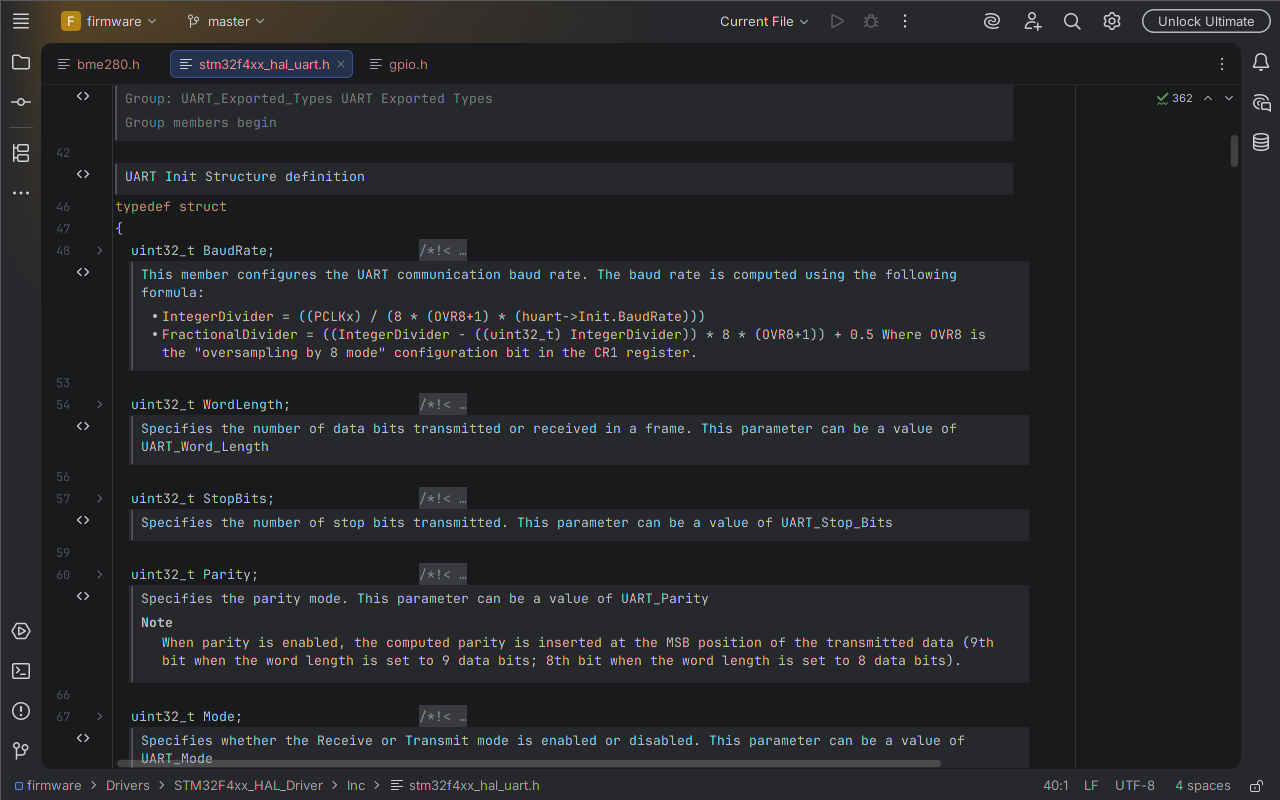 F firmware master Current File Unlock Ultimate
bme280.h stm32f4xx_hal_uart.h gpio.h
Group: UART_Exported_Types UART Exported Types
362
Group members begin
42
UART Init Structure definition
46 typedef struct
47 {
48 uint32_t BaudRate; /*!< …
This member configures the UART communication baud rate. The baud rate is computed using the following
formula:
• IntegerDivider = ((PCLKx) / (8 * (OVR8+1) * (huart->Init.BaudRate)))
• FractionalDivider = ((IntegerDivider - ((uint32_t) IntegerDivider)) * 8 * (OVR8+1)) + 0.5 Where OVR8 is
the "oversampling by 8 mode" configuration bit in the CR1 register.
53
54 uint32_t WordLength; /*!< …
Specifies the number of data bits transmitted or received in a frame. This parameter can be a value of
UART_Word_Length
56
57 uint32_t StopBits; /*!< …
Specifies the number of stop bits transmitted. This parameter can be a value of UART_Stop_Bits
59
60 uint32_t Parity; /*!< …
Specifies the parity mode. This parameter can be a value of UART_Parity
Note
When parity is enabled, the computed parity is inserted at the MSB position of the transmitted data (9th
bit when the word length is set to 9 data bits; 8th bit when the word length is set to 8 data bits).
66
67 uint32_t Mode; /*!< …
Specifies whether the Receive or Transmit mode is enabled or disabled. This parameter can be a value of
UART_Mode
firmware Drivers STM32F4xx_HAL_Driver Inc stm32f4xx_hal_uart.h 40:1 LF UTF-8 4 spaces